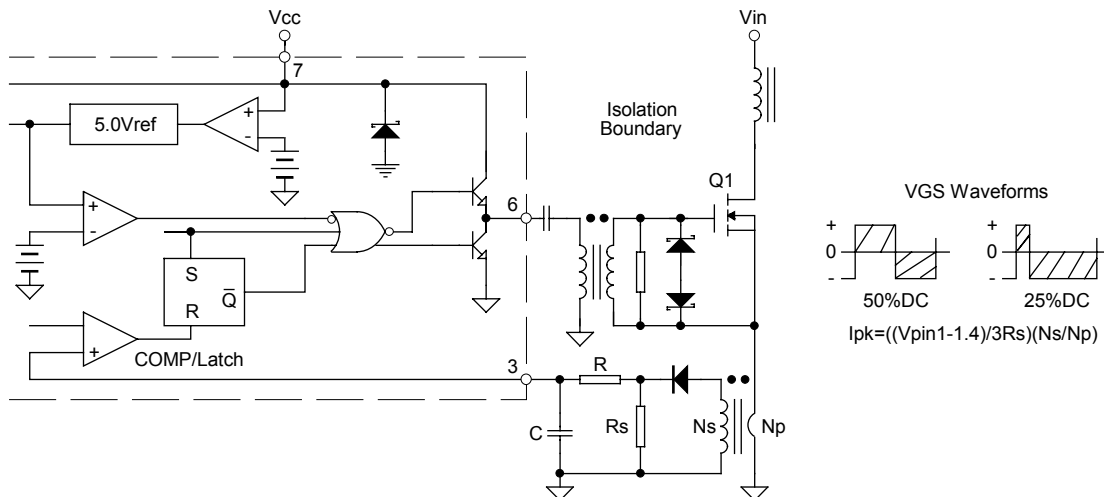 Vcc
Vin
7
5.0Vref
+
-
Isolation
Boundary
Q1
VGS Waveforms
+
-
6
+
0
-
+
0
-
50%DC
25%DC
S
Q
R
Ipk=((Vpin1-1.4)/3Rs)(Ns/Np)
+
COMP/Latch
3
R
C
Rs
Ns
Np